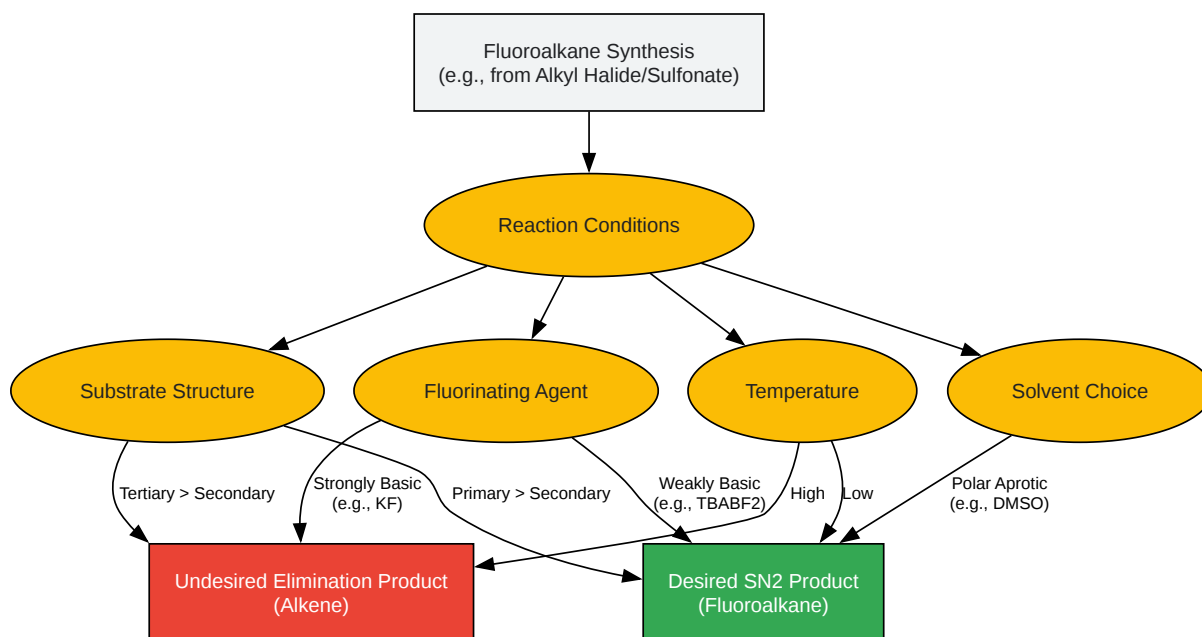 Fluoroalkane Synthesis
(e.g., from Alkyl Halide/Sulfonate)
Reaction Conditions
Substrate Structure
Fluorinating Agent
Temperature
Solvent Choice
Tertiary > Secondary
Strongly Basic
(e.g., KF)
Primary > Secondary
Weakly Basic
(e.g., TBABF2)
High
Low
Polar Aprotic
(e.g., DMSO)
Undesired Elimination Product
(Alkene)
Desired SN2 Product
(Fluoroalkane)